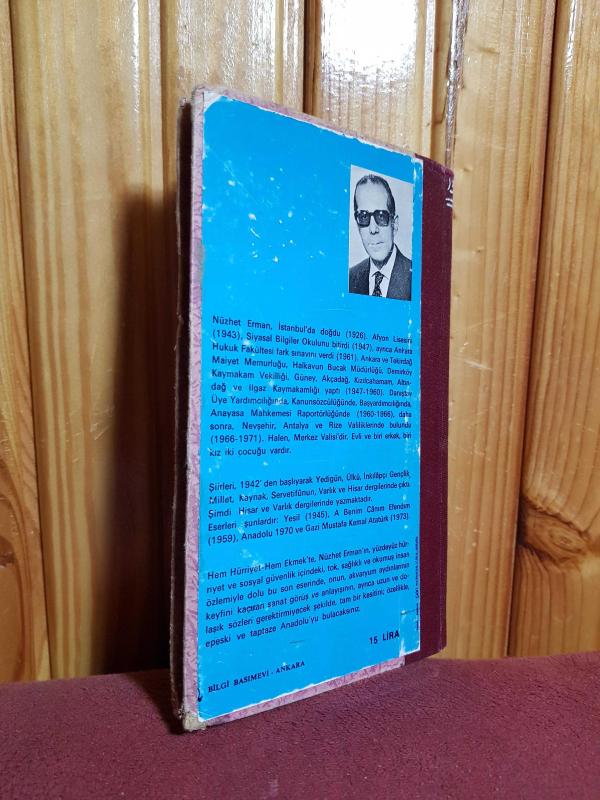 Nüzhet Erman, İstanbul'da doğdu (1926). Afyon Lisesini
(1943), Siyasal Bilgiler Okulunu bitirdi (1947), ayrıca Ankara
Hukuk Fakültesi fark sınavını verdi (1961). Ankara ve Tekirdağ
Maiyet Memurluğu, Halkavun Bucak Müdürlüğü, Demirköy
Kaymakam Vekilliği, Güney, Akçadağ, Kızılcahamam, Altın-
dağ ve Ilgaz Kaymakamlığı yaptı (1947-1960). Danıştay
Üye Yardımcılığında, Kanunsözcülüğünde, Başyardımcılığında,
Anayasa Mahkemesi Raportörlüğünde (1960-1966), daha
sonra, Nevşehir, Antalya ve Rize Valiliklerinde bulundu
(1966-1971). Halen, Merkez Valisi'dir. Evli ve biri erkek, biri
kız iki çocuğu vardır.
Şiirleri, 1942' den başlıyarak Yedigün, Ülkü, İnkılâpçı Gençlik,
Millet, Kaynak, Servetifünun, Varlık ve Hisar dergilerinde çıktı.
Şimdi Hisar ve Varlık dergilerinde yazmaktadır.
Eserleri şunlardır: Yeşil (1945), A Benim Cânım Efendim
(1959), Anadolu 1970 ve Gazi Mustafa Kemal Atatürk (1973)
Hem Hürriyet-Hem Ekmek'te, Nüzhet Erman'ın, yüzdeyüz hür-
riyet ve sosyal güvenlik içindeki, tok, sağlıklı ve okumuş insan
özlemiyle dolu bu son eserinde, onun, akvaryum aydınlarının
keyfini kaçıran sanat görüş ve anlayışının, ayrıca uzun ve do-
laşık sözleri gerektirmiyecek şekilde, tam bir kesitini; özellikle,
epeski ve taptaze Anadolu'yu bulacaksınız.
15 LİRA
BİLGİ BASIMEVİ - ANKARA